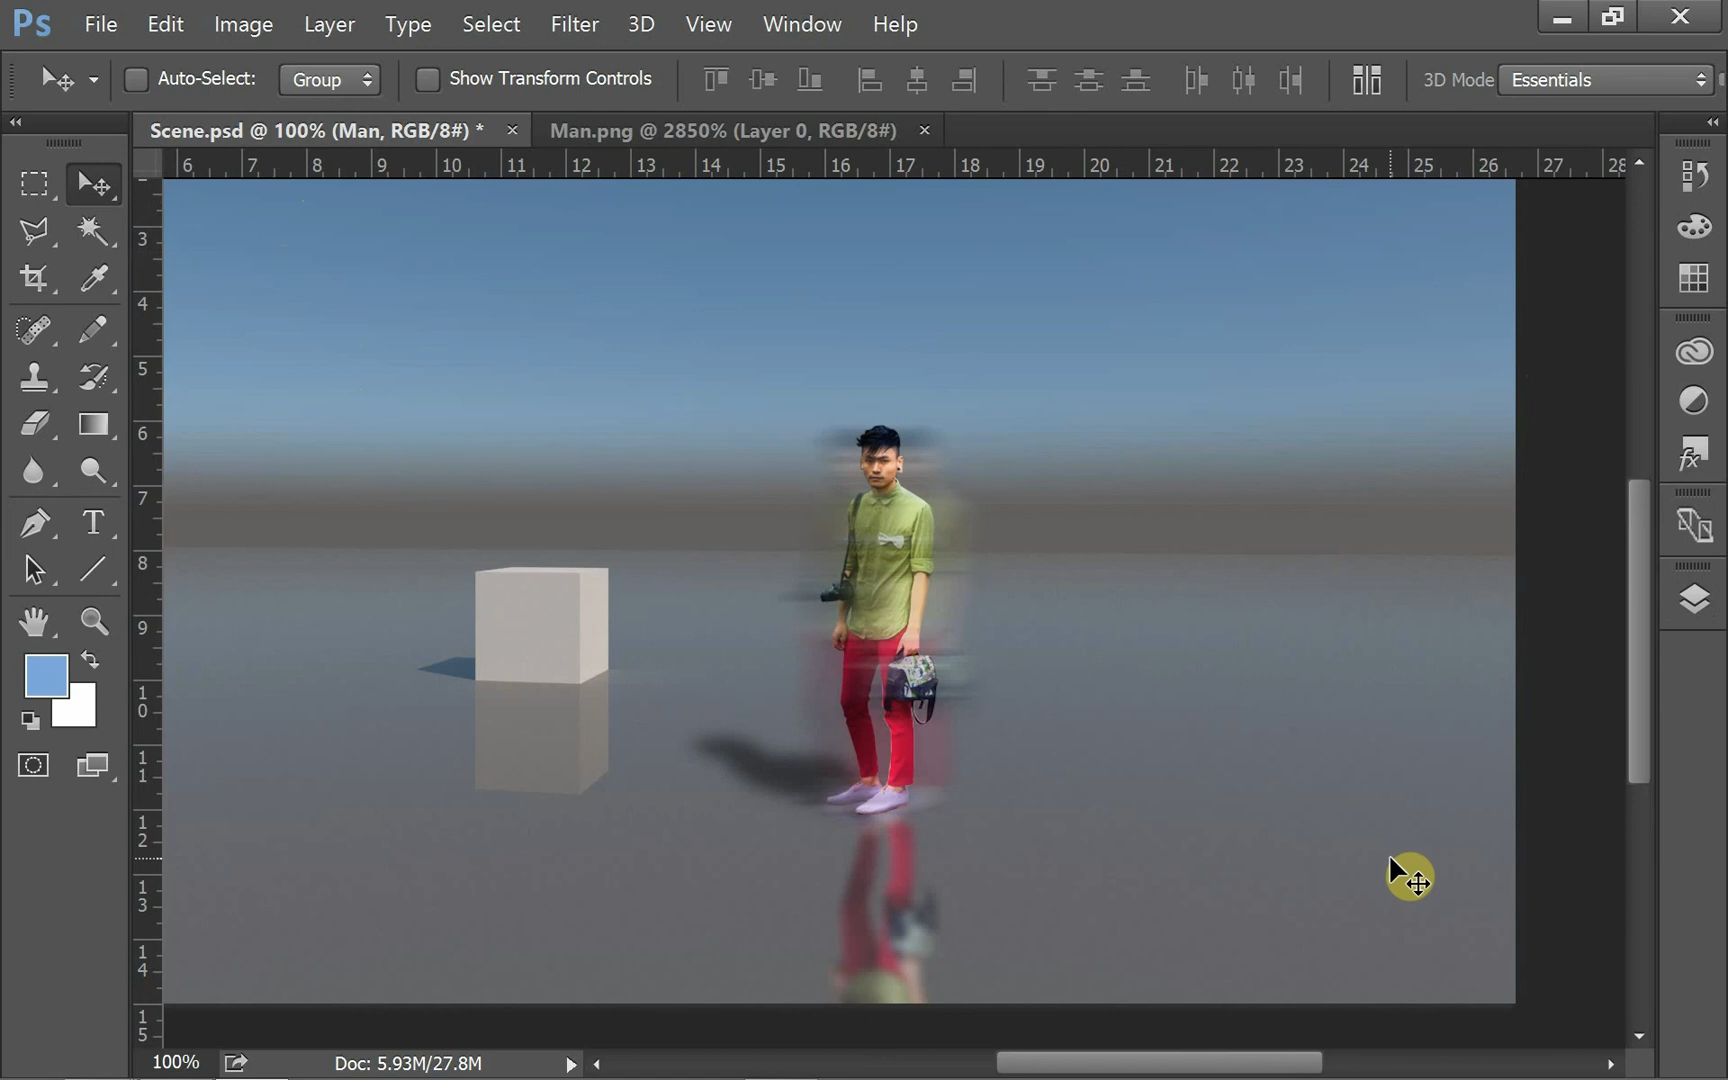 Ps File Edit Image Layer Type Select Filter 3D View Window Help
Auto-Select: Group Show Transform Controls 3D Mode Essentials
Scene.psd @ 100% (Man, RGB/8#) * Man.png @ 2850% (Layer 0, RGB/8#)
6 7 8 9 10 11 12 13 14 15 16 17 18 19 20 21 22 23 24 25 26 27 28
3
4
5
6
7
8
9
1
0
1
1
1
2
1
3
1
4
1
5
T
fx
100% Doc: 5.93M/27.8M